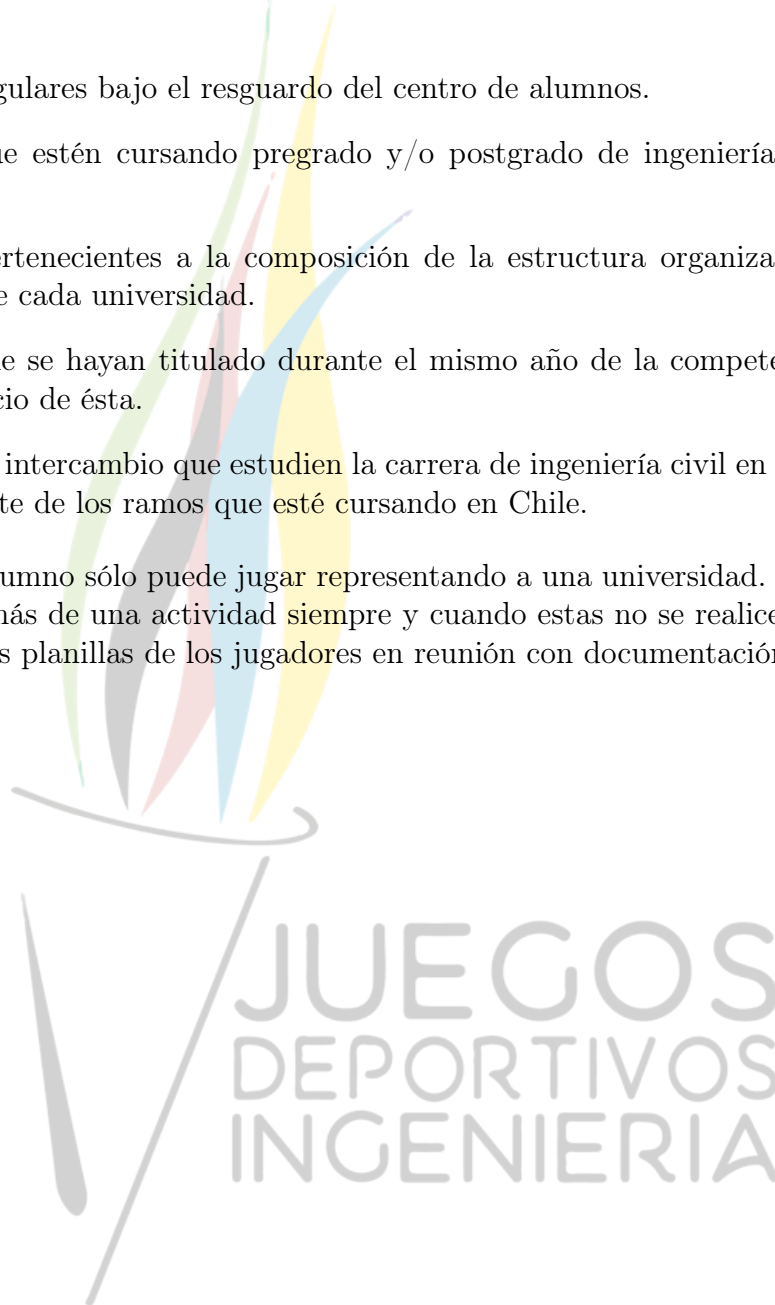 gulares bajo el resguardo del centro de alumnos.
ue estén cursando pregrado y/o postgrado de ingeniería
ertenecientes a la composición de la estructura organiza
e cada universidad.
e se hayan titulado durante el mismo año de la compete
cio de ésta.
intercambio que estudien la carrera de ingeniería civil en
te de los ramos que esté cursando en Chile.
lumno sólo puede jugar representando a una universidad.
más de una actividad siempre y cuando estas no se realice
s planillas de los jugadores en reunión con documentación
JUEGOS
DEPORTIVOS
INGENIERIA